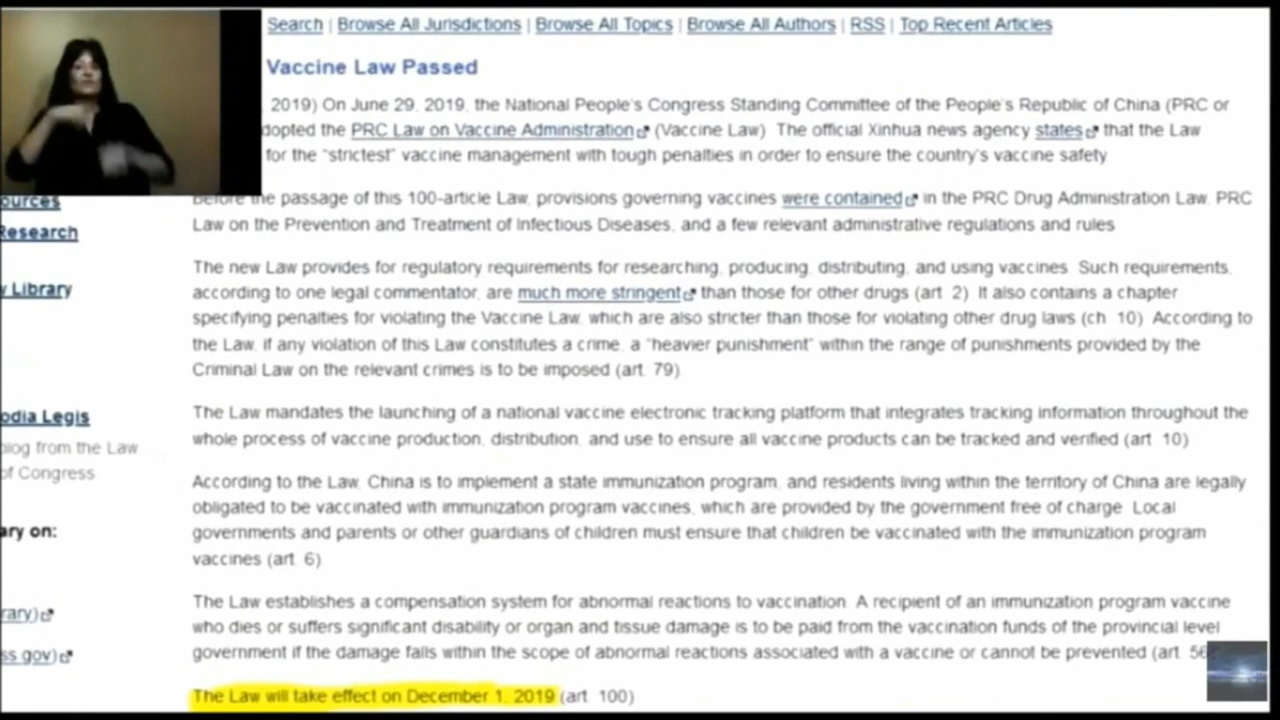 Search | Browse All Jurisdictions | Browse All Topics | Browse All Authors | RSS | Top Recent Articles
Vaccine Law Passed
, 2019) On June 29, 2019, the National People's Congress Standing Committee of the People's Republic of China (PRC or
dopted the PRC Law on Vaccine Administration (Vaccine Law) The official Xinhua news agency states that the Law
for the "strictest" vaccine management with tough penalties in order to ensure the country's vaccine safety
Before the passage of this 100-article Law, provisions governing vaccines were contained in the PRC Drug Administration Law, PRC
Law on the Prevention and Treatment of Infectious Diseases, and a few relevant administrative regulations and rules
The new Law provides for regulatory requirements for researching, producing, distributing, and using vaccines. Such requirements,
according to one legal commentator, are much more stringent than those for other drugs (art. 2). It also contains a chapter
specifying penalties for violating the Vaccine Law, which are also stricter than those for violating other drug laws (ch. 10). According to
the Law, if any violation of this Law constitutes a crime, a "heavier punishment" within the range of punishments provided by the
Criminal Law on the relevant crimes is to be imposed (art. 79)
The Law mandates the launching of a national vaccine electronic tracking platform that integrates tracking information throughout the
whole process of vaccine production, distribution, and use to ensure all vaccine products can be tracked and verified (art. 10)
According to the Law, China is to implement a state immunization program, and residents living within the territory of China are legally
obligated to be vaccinated with immunization program vaccines, which are provided by the government free of charge. Local
governments and parents or other guardians of children must ensure that children be vaccinated with the immunization program
vaccines (art. 6)
The Law establishes a compensation system for abnormal reactions to vaccination. A recipient of an immunization program vaccine
who dies or suffers significant disability or organ and tissue damage is to be paid from the vaccination funds of the provincial level
government if the damage falls within the scope of abnormal reactions associated with a vaccine or cannot be prevented (art. 56
The Law will take effect on December 1, 2019 (art. 100)
ources
Research
y Library
odia Legis
blog from the Law
of Congress
ary on:
rary)
ss.gov)